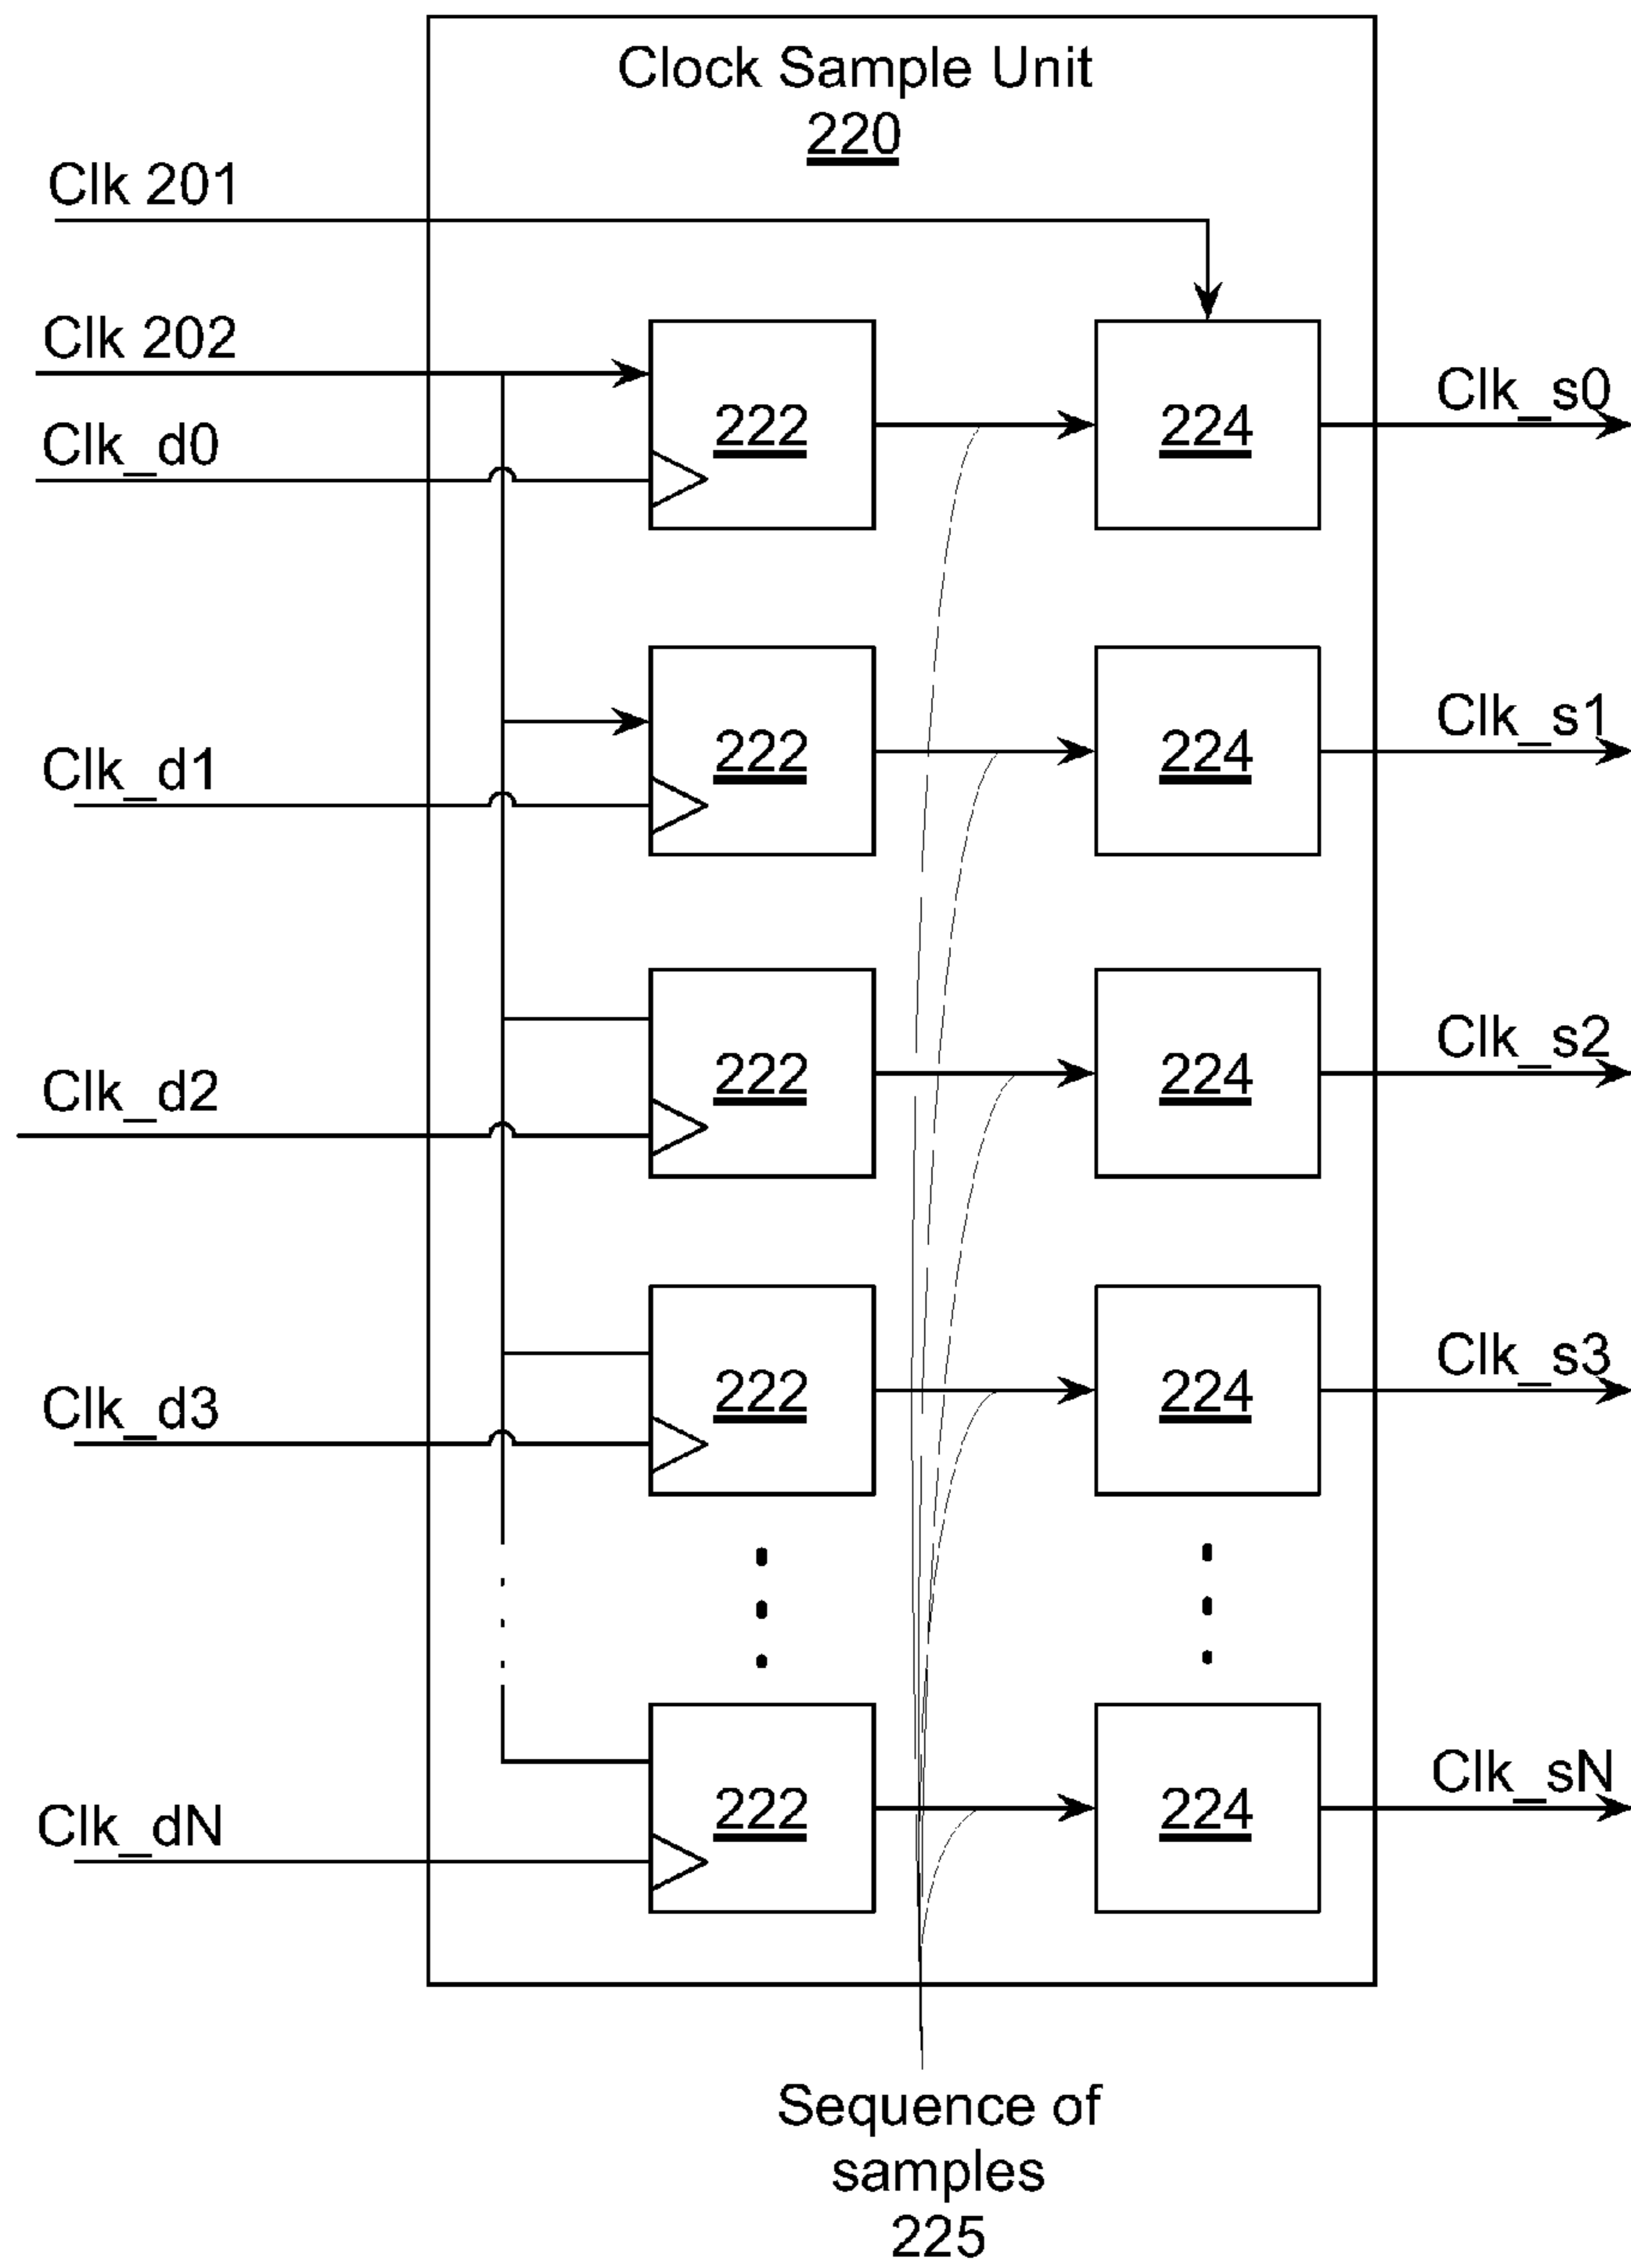 Clock Sample Unit
220
Clk 201
Clk 202
Clk_d0
222
224
Clk_s0
Clk_d1
222
224
Clk_s1
Clk_d2
222
224
Clk_s2
Clk_d3
222
224
Clk_s3
Clk_dN
222
224
Clk_sN
Sequence of
samples
225